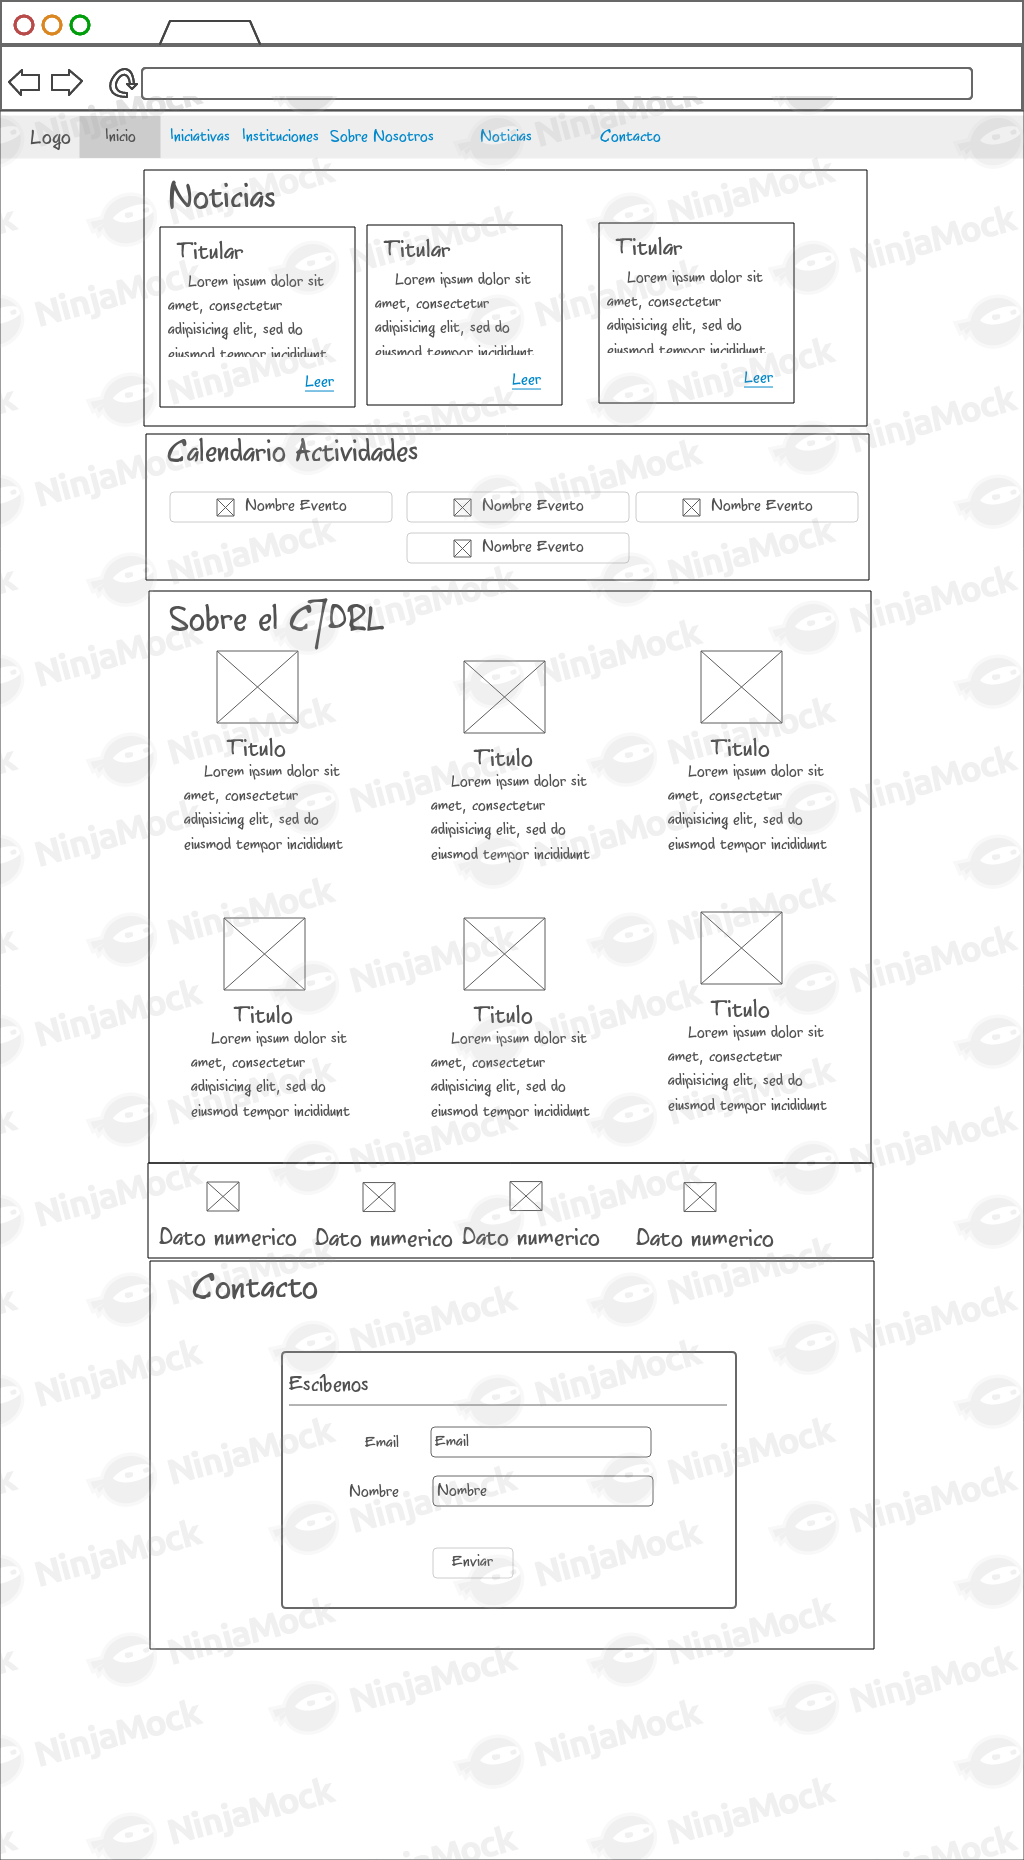 Logo Inicio Iniciativas Instituciones Sobre Nosotros Noticias Contacto
Noticias
Titular
Lorem ipsum dolor sit
amet, consectetur
adipisicing elit, sed do
eiusmod tempor incididunt
Leer
Titular
Lorem ipsum dolor sit
amet, consectetur
adipisicing elit, sed do
eiusmod tempor incididunt
Leer
Titular
Lorem ipsum dolor sit
amet, consectetur
adipisicing elit, sed do
eiusmod tempor incididunt
Leer
Calendario Actividades
Nombre Evento Nombre Evento Nombre Evento
Nombre Evento
Sobre el C7DRL
Titulo
Lorem ipsum dolor sit
amet, consectetur
adipisicing elit, sed do
eiusmod tempor incididunt
Titulo
Lorem ipsum dolor sit
amet, consectetur
adipisicing elit, sed do
eiusmod tempor incididunt
Titulo
Lorem ipsum dolor sit
amet, consectetur
adipisicing elit, sed do
eiusmod tempor incididunt
Titulo
Lorem ipsum dolor sit
amet, consectetur
adipisicing elit, sed do
eiusmod tempor incididunt
Titulo
Lorem ipsum dolor sit
amet, consectetur
adipisicing elit, sed do
eiusmod tempor incididunt
Titulo
Lorem ipsum dolor sit
amet, consectetur
adipisicing elit, sed do
eiusmod tempor incididunt
Dato numerico Dato numerico Dato numerico Dato numerico
Contacto
Escíbenos
Email Email
Nombre Nombre
Enviar
NinjaMock